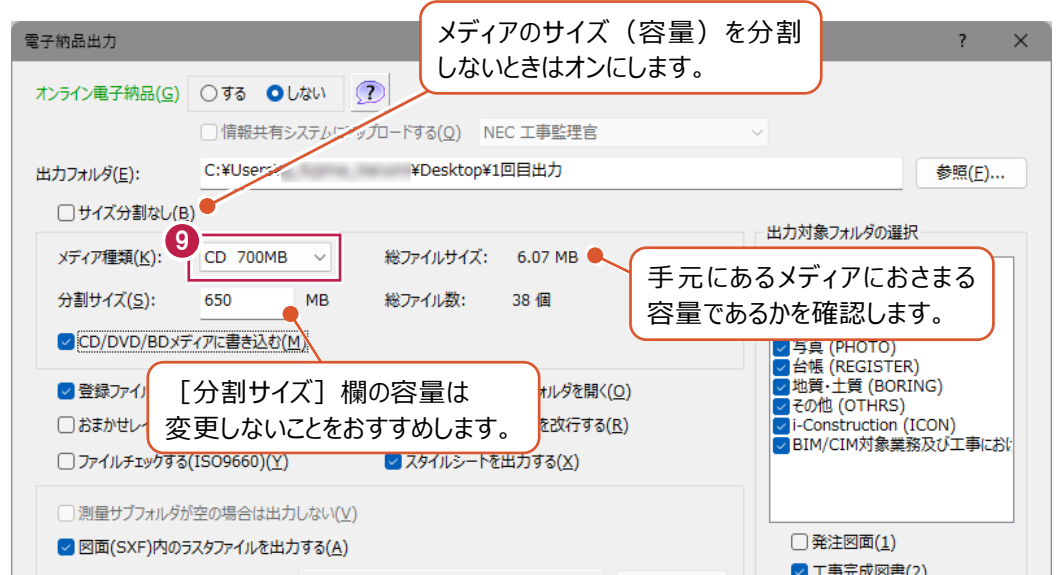 電子納品出力
メディアのサイズ（容量）を分割
しないときはオンにします。
? ×
オンライン電子納品(G) する しない ?
情報共有システムにアップロードする(Q) NEC 工事監理官
出力フォルダ(E): C:¥Users¥ ¥Desktop¥1回目出力 参照(F)...
サイズ分割なし(B)
9
メディア種類(K): CD 700MB 総ファイルサイズ: 6.07 MB
分割サイズ(S): 650 MB 総ファイル数: 38 個
CD/DVD/BDメディアに書き込む(M)
出力対象フォルダの選択
手元にあるメディアにおさまる
容量であるかを確認します。
写真 (PHOTO)
台帳 (REGISTER)
地質・土質 (BORING)
その他 (OTHRS)
i-Construction (ICON)
BIM/CIM対象業務及び工事にお
［分割サイズ］欄の容量は
変更しないことをおすすめします。
登録ファイ ォルダを開く(O)
おまかせレイ を改行する(R)
ファイルチェックする(ISO9660)(Y) スタイルシートを出力する(X)
測量サブフォルダが空の場合は出力しない(V)
図面(SXF)内のラスタファイルを出力する(A)
発注図面(1)
工事完成図書(2)